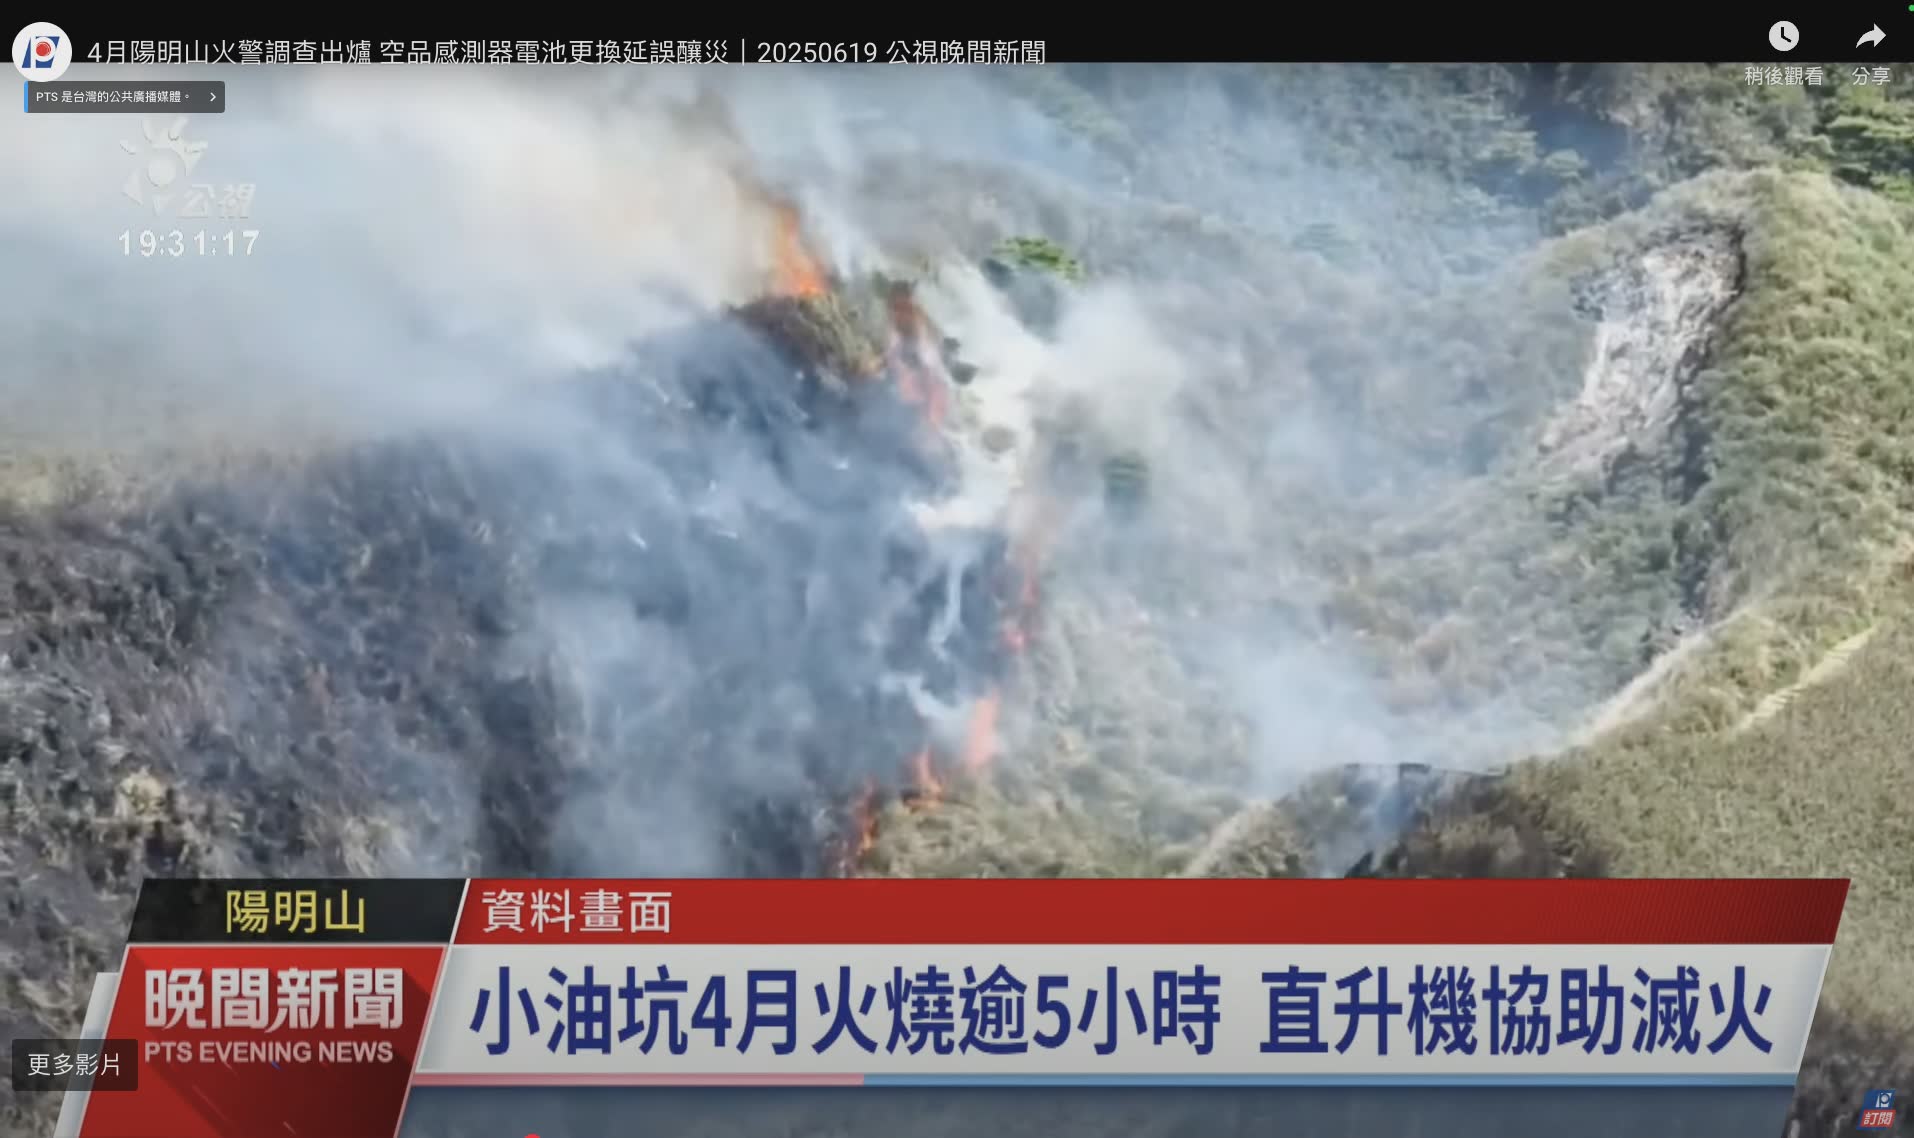 4月陽明山火警調查出爐 空品感測器電池更換延誤釀災｜20250619 公視晚間新聞
稍後觀看
分享
PTS 是台灣的公共廣播媒體。
公視
19:31:17
陽明山
資料畫面
晚間新聞
PTS EVENING NEWS
小油坑4月火燒逾5小時 直升機協助滅火
更多影片
訂閱